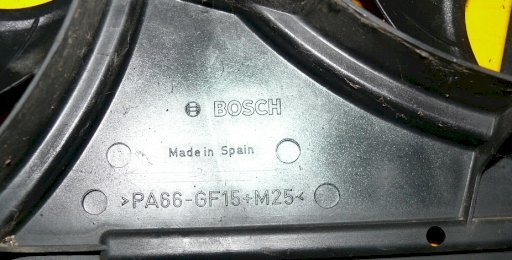 BOSCH
Made in Spain
>PA66-GF15+M25<